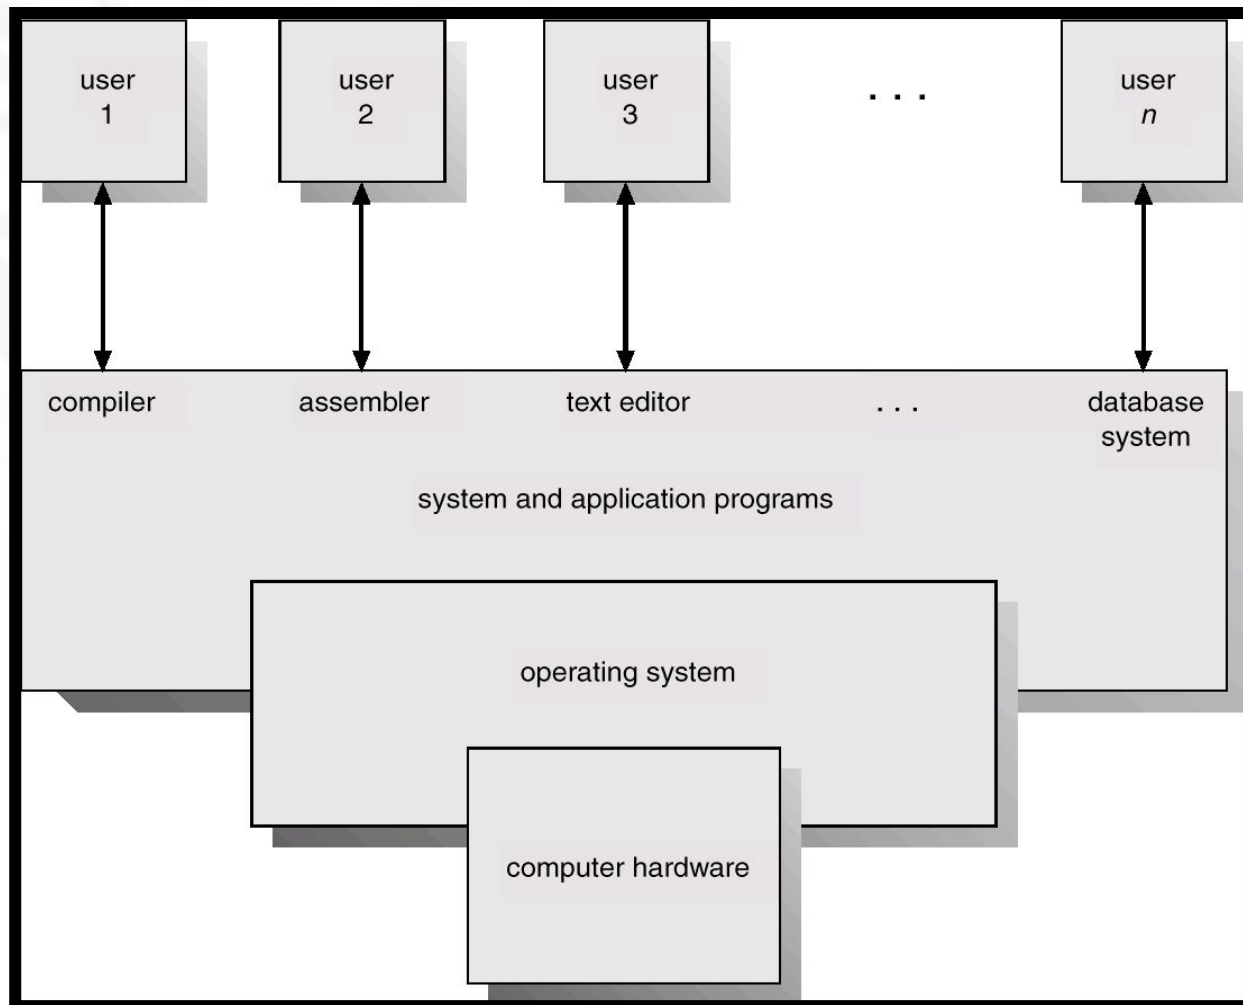 user
1
user
2
user
3
. . .
user
n
compiler
assembler
text editor
. . .
database
system
system and application programs
operating system
computer hardware